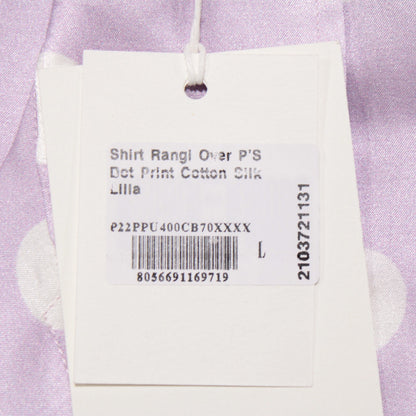 Shirt Rangi Over P'S
Dot Print Cotton Silk
Lilla
P22PPU400CB70XXXX
L
8056691169719
2103721131